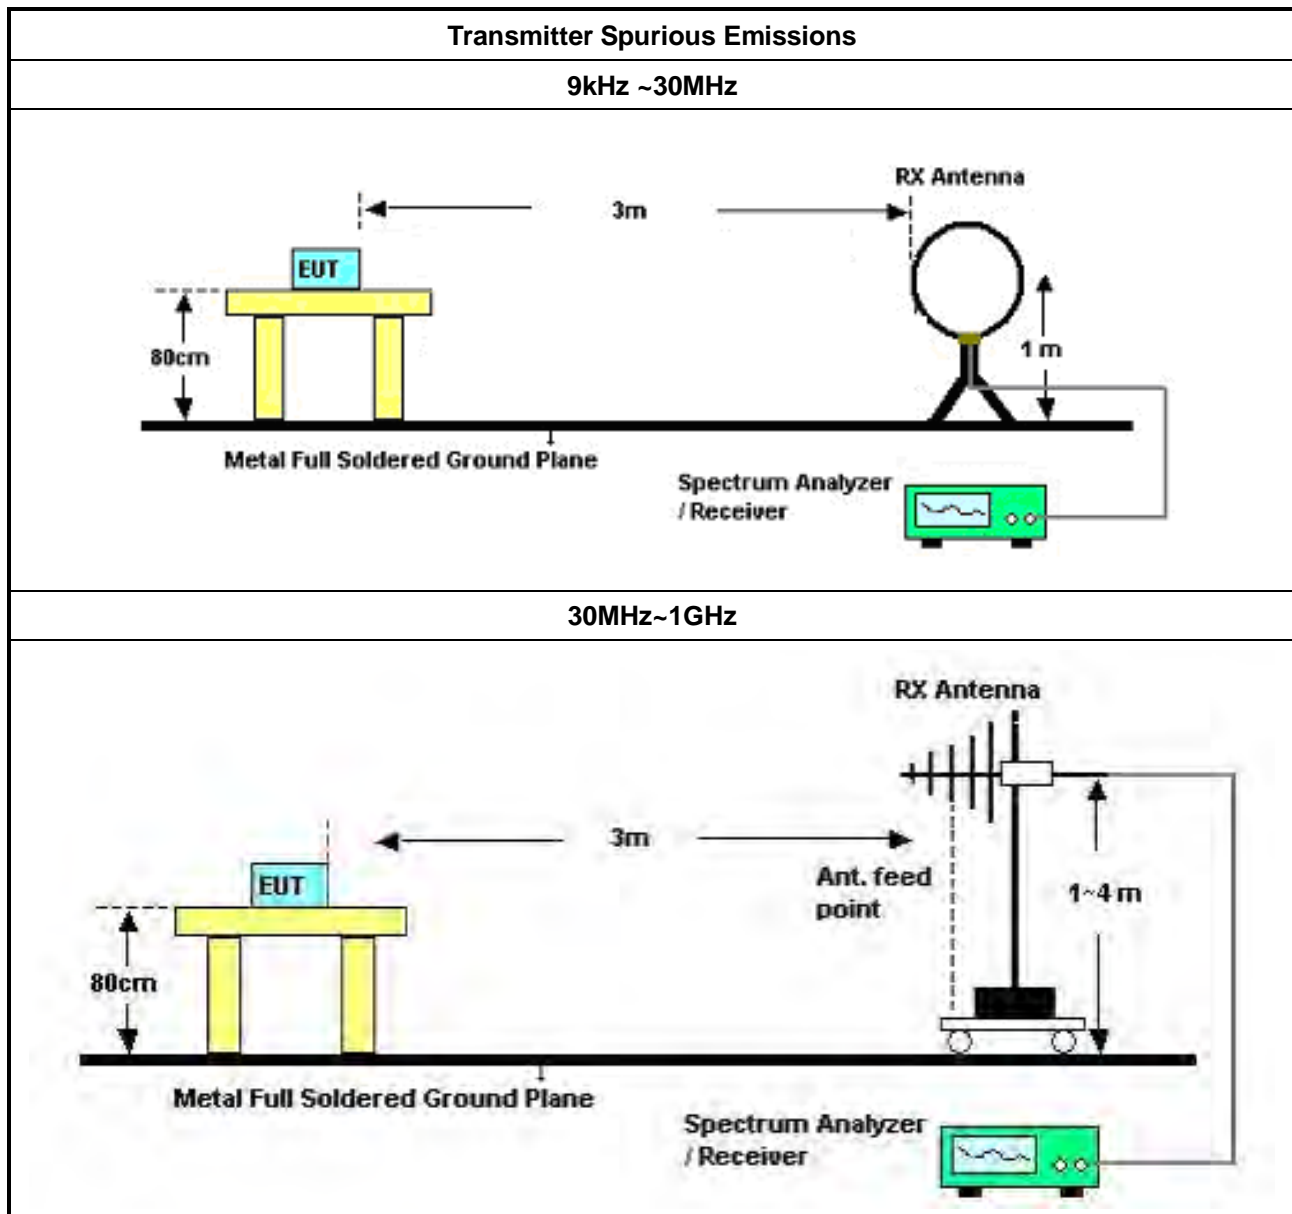 Transmitter Spurious Emissions
9kHz ~30MHz
RX Antenna
3m
EUT
80cm
1 m
Metal Full Soldered Ground Plane
Spectrum Analyzer
/ Receiver
30MHz~1GHz
RX Antenna
3m
EUT
Ant. feed
point
1~4 m
80cm
Metal Full Soldered Ground Plane
Spectrum Analyzer
/ Receiver